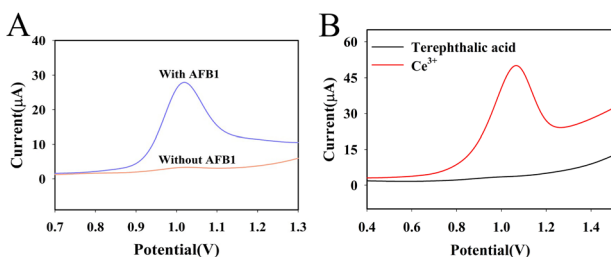 A
Current(μA)
40
30
20
10
0
With AFB1
Without AFB1
0.7 0.8 0.9 1.0 1.1 1.2 1.3
Potential(V)
B
Current(μA)
60
45
30
15
0
Terephthalic acid
Ce³⁺
0.4 0.6 0.8 1.0 1.2 1.4
Potential(V)